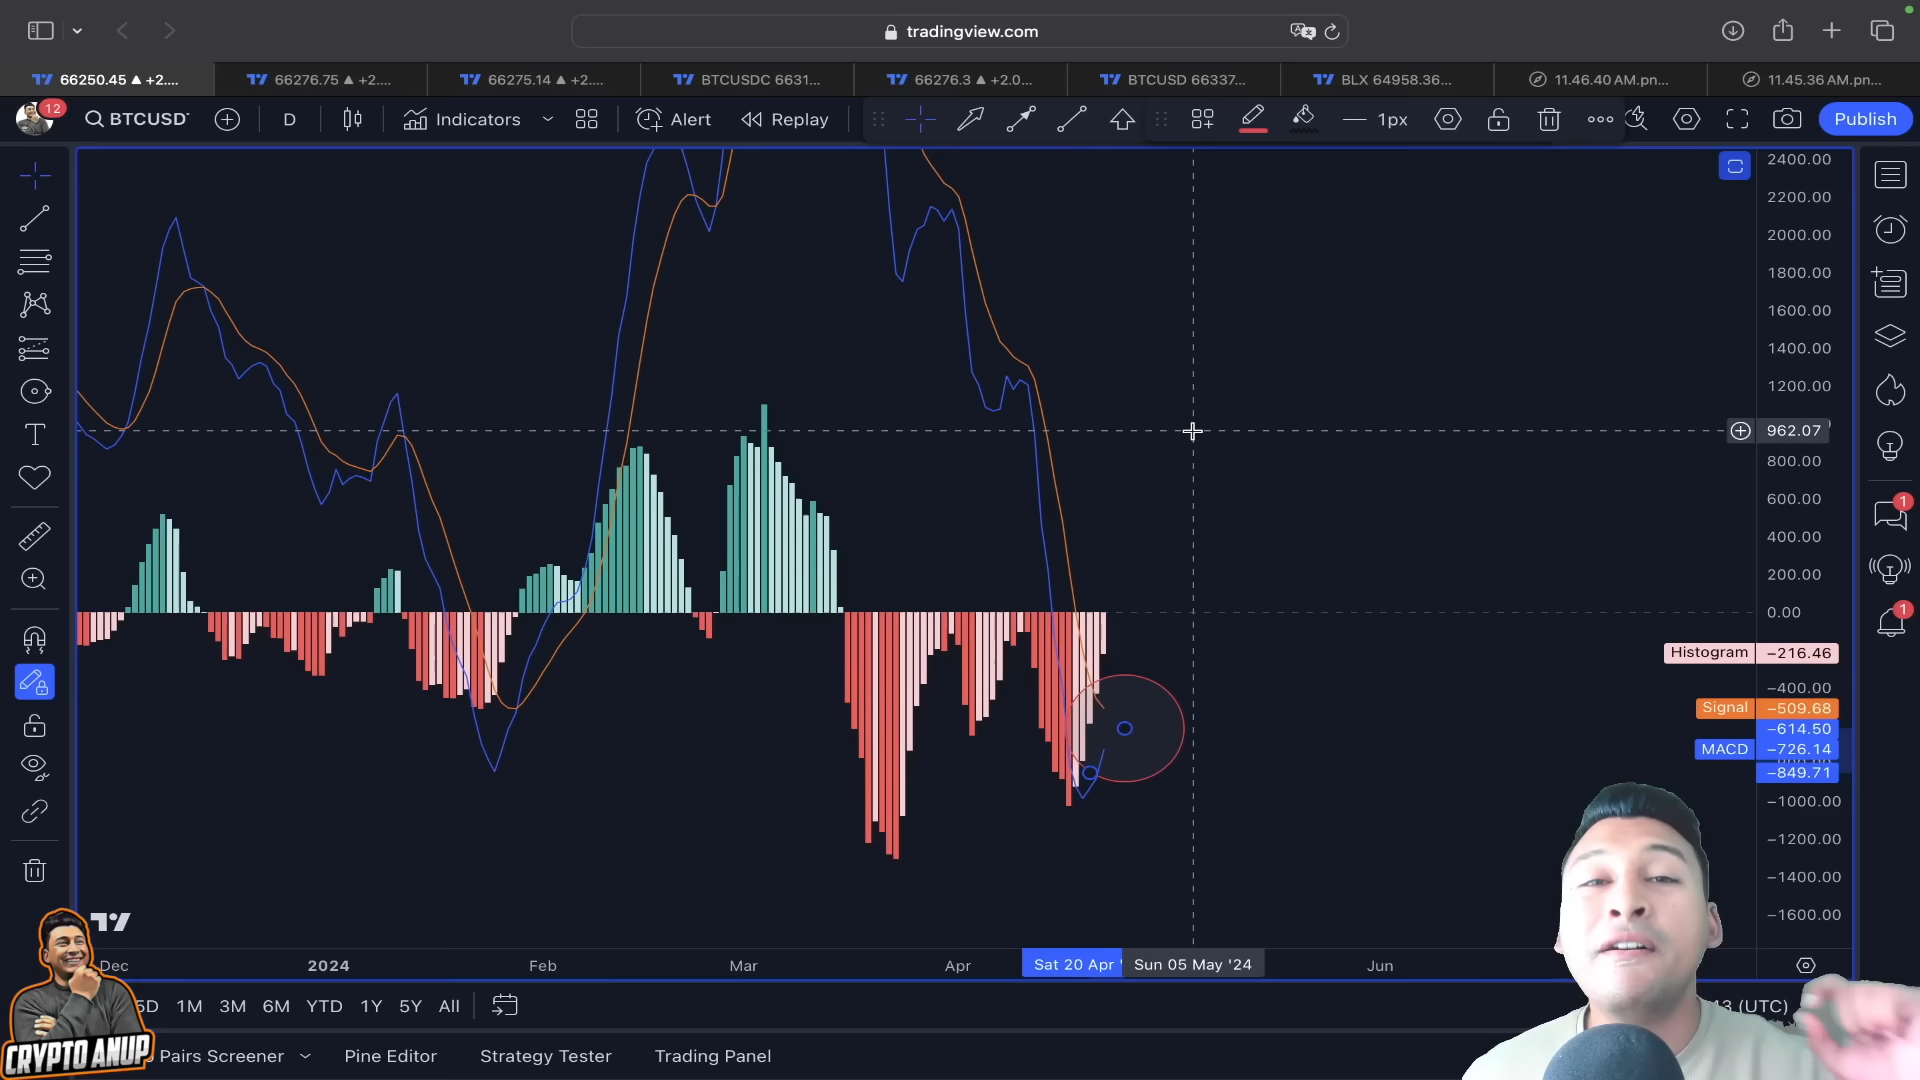 tradingview.com
66250.45 ▲ +2.... 66276.75 ▲ +2.... 66275.14 ▲ +2.... BTCUSDC 6631... 66276.3 ▲ +2.0... BTCUSD 66337... BLX 64958.36... 11.46.40 AM.pn... 11.45.36 AM.pn...
12 BTCUSD D Indicators Alert Replay 1px Publish
2400.00
2200.00
2000.00
1800.00
1600.00
1400.00
1200.00
962.07
800.00
600.00
1
400.00
200.00
0.00
1
Histogram −216.46
−400.00
Signal −509.68
−614.50
MACD −726.14
−849.71
−1000.00
−1200.00
−1400.00
−1600.00
Dec 2024 Feb Mar Apr Sat 20 Apr ' Sun 05 May '24 Jun
5D 1M 3M 6M YTD 1Y 5Y All (UTC)
CRYPTO ANUP
Pairs Screener Pine Editor Strategy Tester Trading Panel